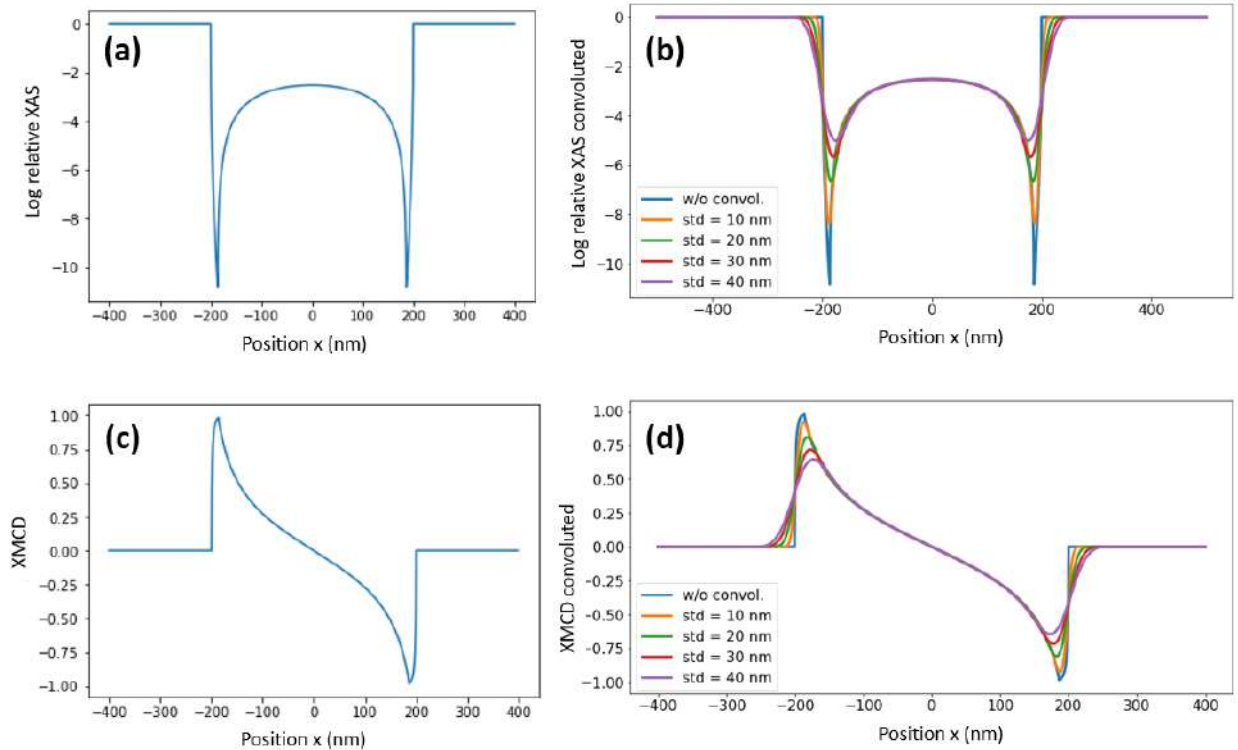 (a)
Log relative XAS
0
−2
−4
−6
−8
−10
−400 −300 −200 −100 0 100 200 300 400
Position x (nm)
(b)
Log relative XAS convoluted
0
−2
−4
−6
−8
−10
w/o convol.
std = 10 nm
std = 20 nm
std = 30 nm
std = 40 nm
−400 −200 0 200 400
Position x (nm)
(c)
XMCD
1.00
0.75
0.50
0.25
0.00
−0.25
−0.50
−0.75
−1.00
−400 −300 −200 −100 0 100 200 300 400
Position x (nm)
(d)
XMCD convoluted
1.00
0.75
0.50
0.25
0.00
−0.25
−0.50
−0.75
−1.00
w/o convol.
std = 10 nm
std = 20 nm
std = 30 nm
std = 40 nm
−400 −300 −200 −100 0 100 200 300 400
Position x (nm)